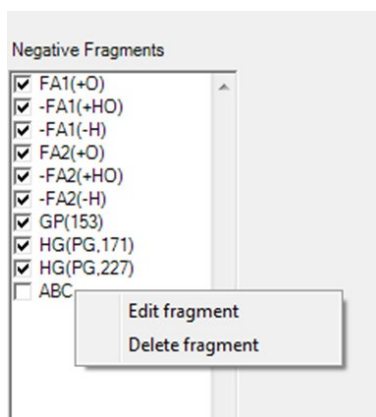 Negative Fragments
FA1(+O)
-FA1(+HO)
-FA1(-H)
FA2(+O)
-FA2(+HO)
-FA2(-H)
GP(153)
HG(PG,171)
HG(PG,227)
ABC
Edit fragment
Delete fragment